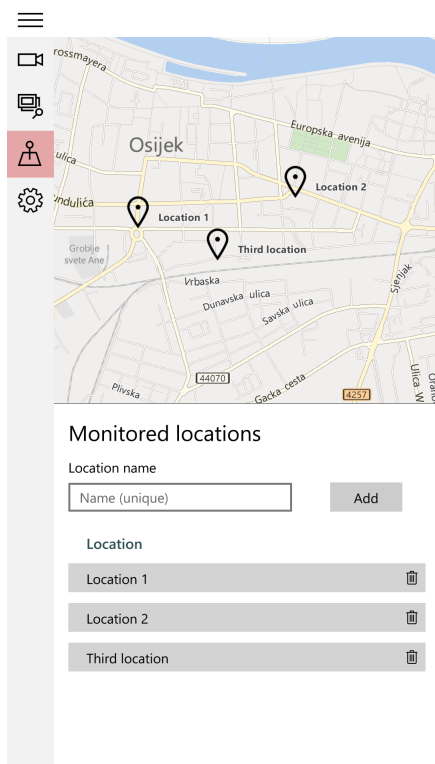 rossmayera
Osijek
Europska avenija
ulica
Location 2
undulića
Location 1
Third location
Groblje
svete Ane
Vrbaska
Sjenjak
Dunavska ulica
Savska ulica
44070
Plivska
Gacka cesta
4257
Ulica W
Monitored locations
Location name
Name (unique)
Add
Location
Location 1
Location 2
Third location